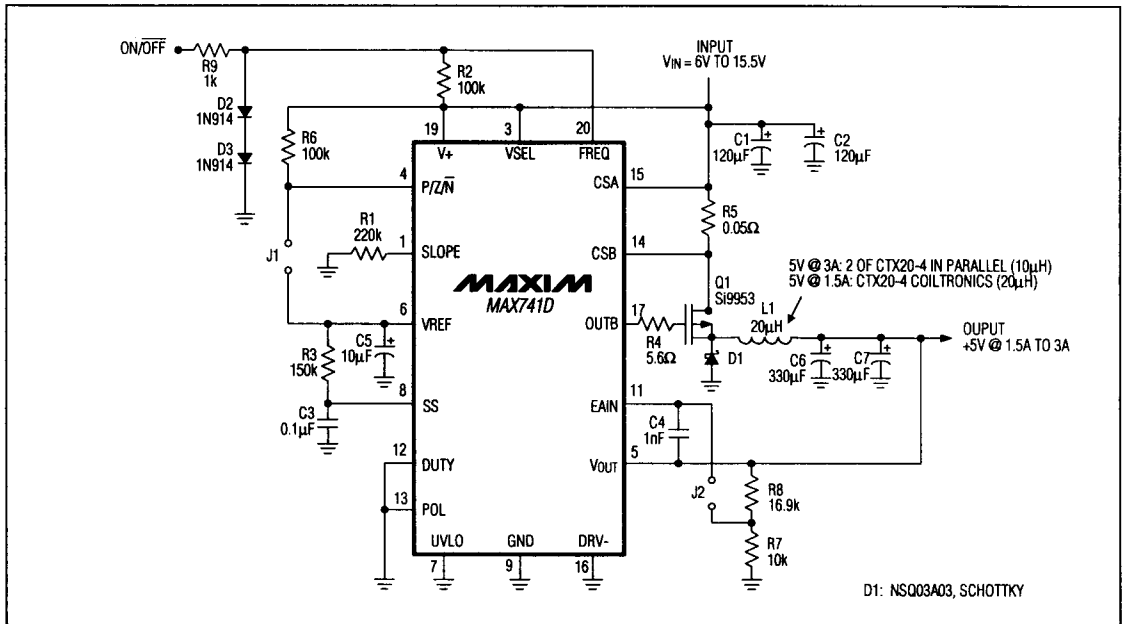 ON/OFF
R9
1k
D2
1N914
D3
1N914
R2
100k
INPUT
VIN = 6V TO 15.5V
R6
100k
19
V+
3
VSEL
20
FREQ
C1
120µF
+
C2
120µF
+
4
P/Z/N
15
CSA
R5
0.05Ω
J1
R1
220k
1
SLOPE
14
CSB
MAXIM
MAX741D
5V @ 3A: 2 OF CTX20-4 IN PARALLEL (10µH)
5V @ 1.5A: CTX20-4 COILTRONICS (20µH)
Q1
Si9953
6
VREF
17
OUTB
R4
5.6Ω
L1
20µH
D1
OUPUT
+5V @ 1.5A TO 3A
R3
150k
C5
10µF
+
C6
330µF
+
C7
330µF
+
8
SS
C3
0.1µF
11
EAIN
C4
1nF
12
DUTY
5
VOUT
13
POL
J2
R8
16.9k
R7
10k
UVLO
7
GND
9
DRV-
16
D1: NSQ03A03, SCHOTTKY